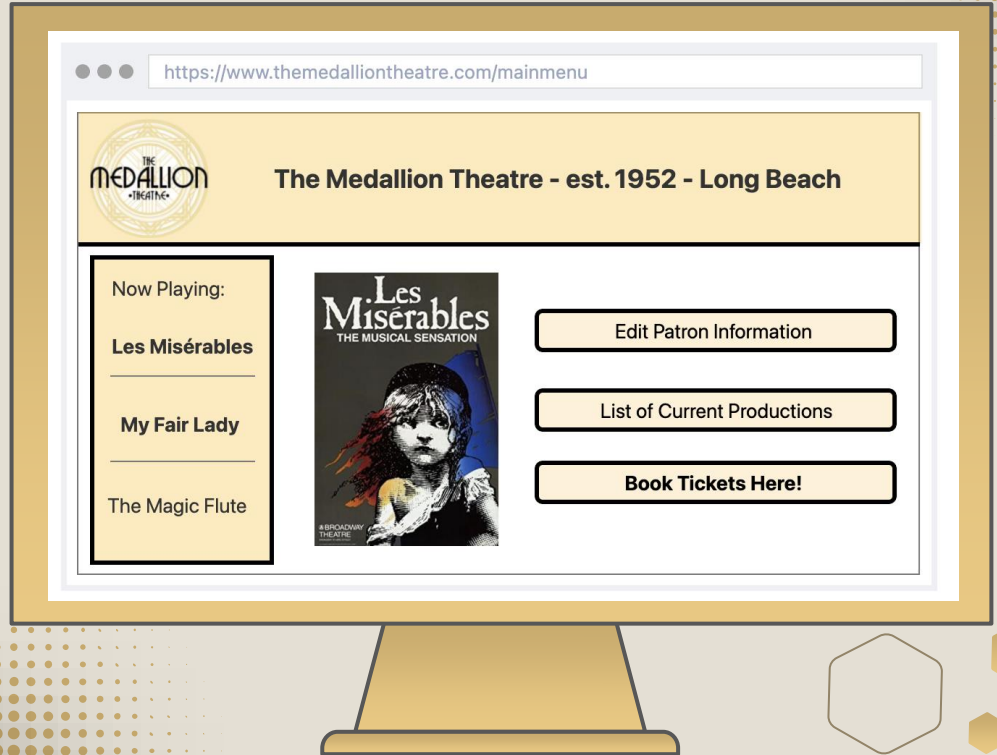 https://www.themedalliontheatre.com/mainmenu
THE
MEDALLION
•THEATRE•
The Medallion Theatre - est. 1952 - Long Beach
Now Playing:
Les Misérables
My Fair Lady
The Magic Flute
Les
Misérables
THE MUSICAL SENSATION
BROADWAY
THEATRE
Edit Patron Information
List of Current Productions
Book Tickets Here!